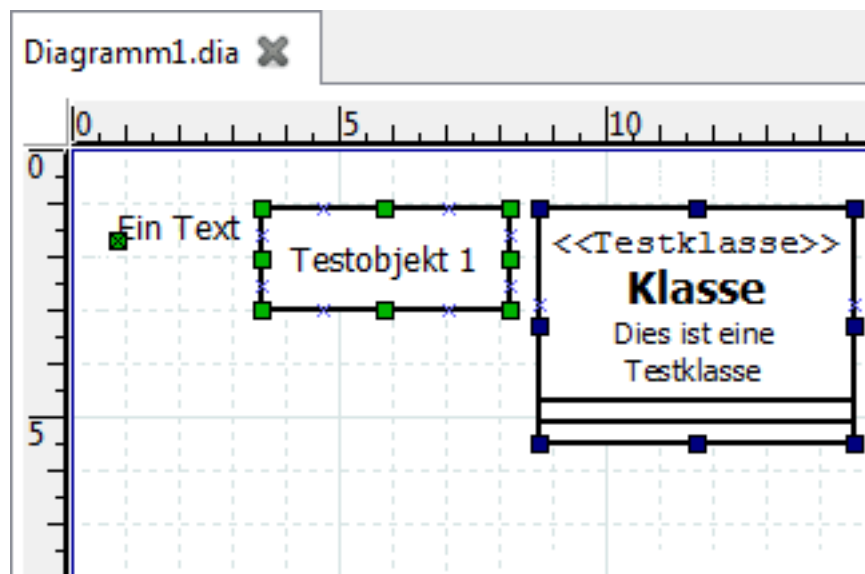 Diagramm1.dia
0 5 10
0
Ein Text
Testobjekt 1
<<Testklasse>>
Klasse
Dies ist eine
Testklasse
5